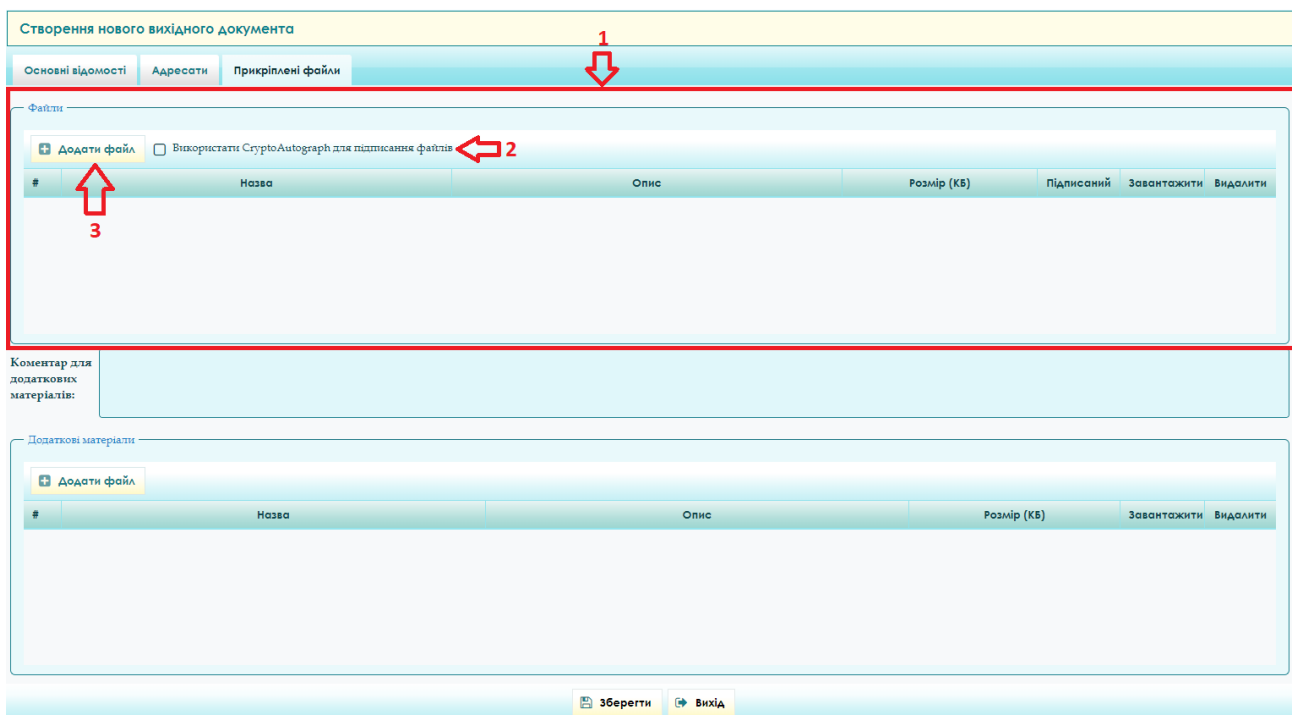 Створення нового вихідного документа
1
Основні відомості Адресати Прикріплені файли
Файли
Додати файл Використати CryptoAutograph для підписання файлів 2
# Назва Опис Розмір (КБ) Підписаний Завантажити Видалити
3
Коментар для
додаткових
матеріалів:
Додаткові матеріали
Додати файл
# Назва Опис Розмір (КБ) Завантажити Видалити
Зберегти Вихід